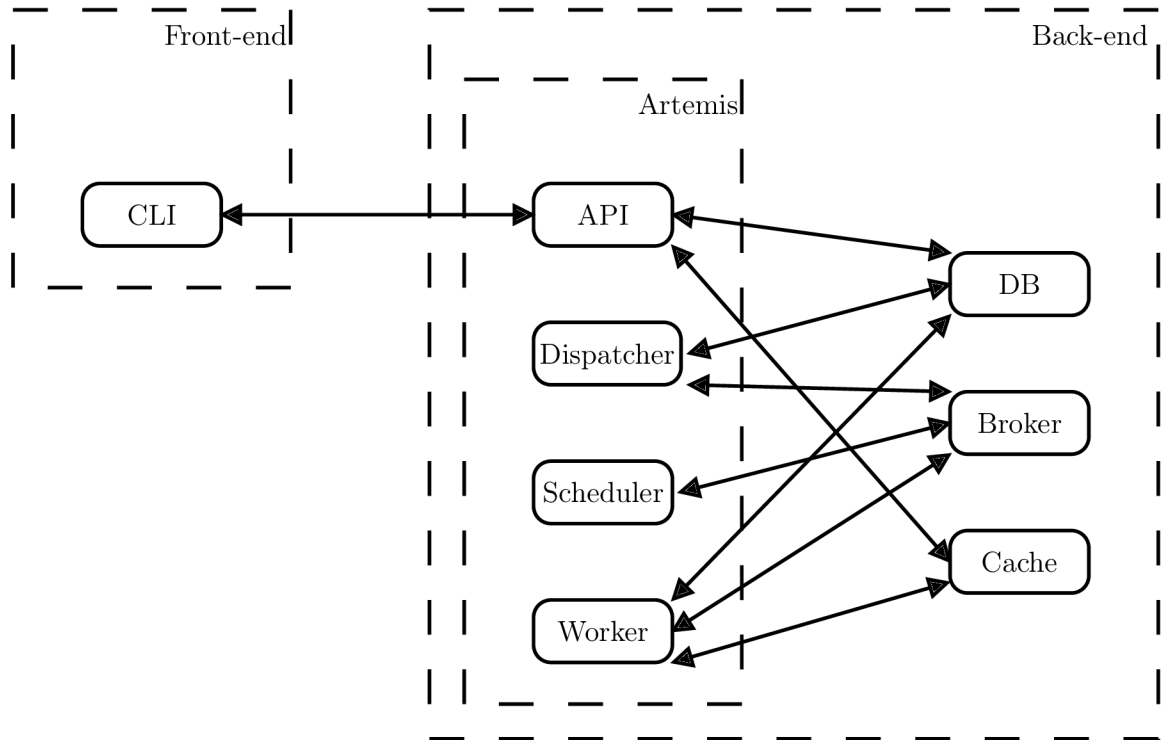 Front-end
Back-end
Artemis
CLI
API
DB
Dispatcher
Broker
Scheduler
Cache
Worker